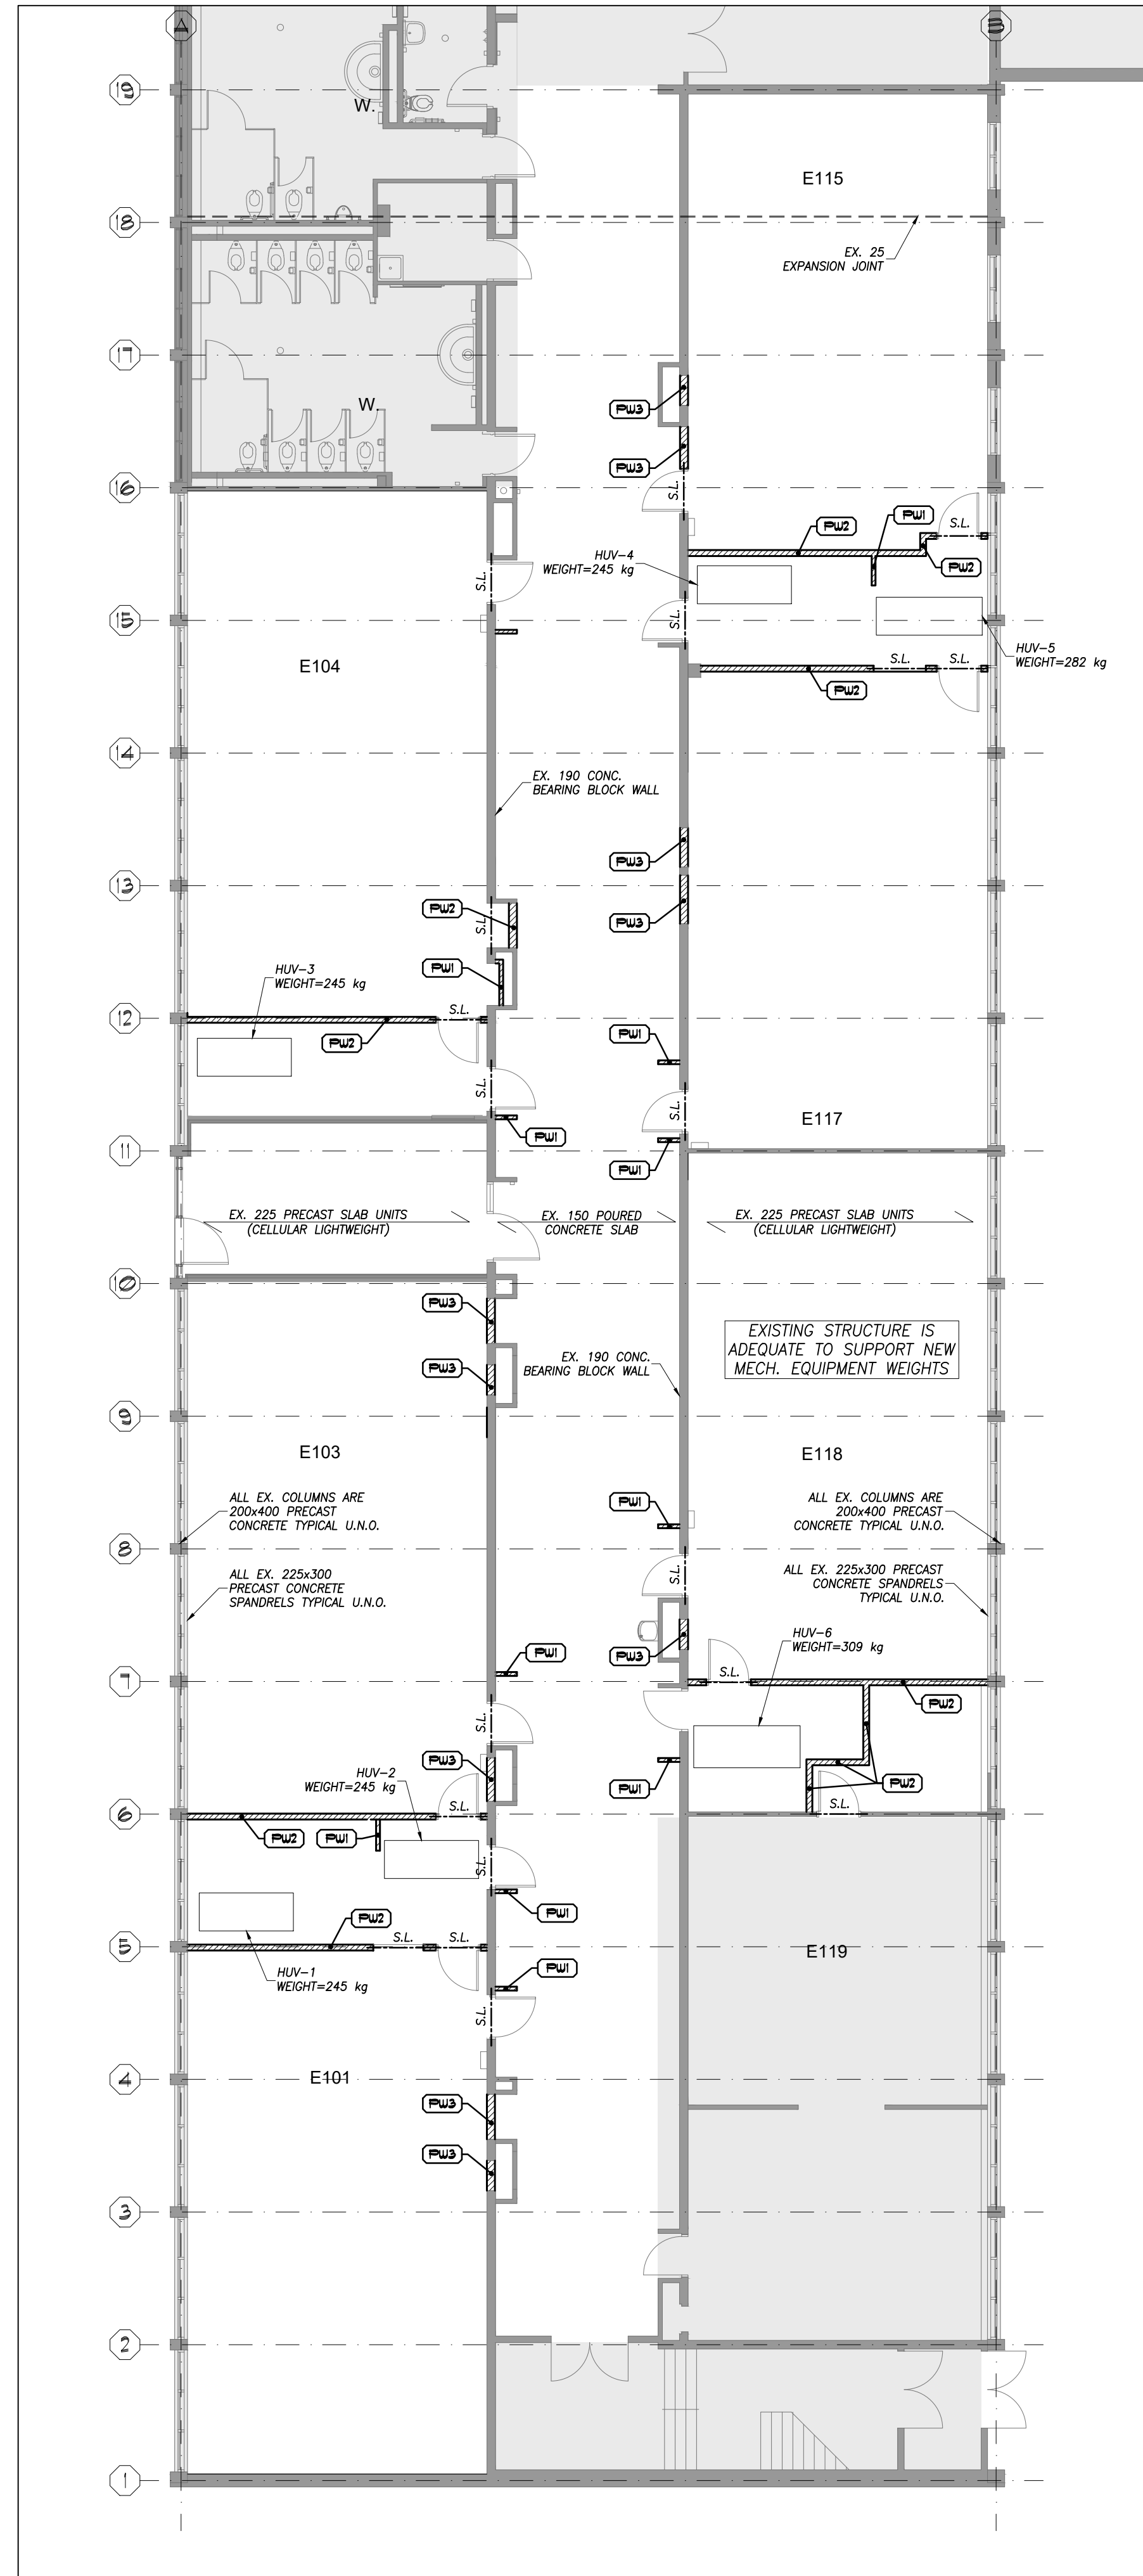 A
B
19
W.
E115
18
EX. 25
EXPANSION JOINT
17
PW3
W.
PW3
16
S.L.
PW1
S.L.
PW2
PW2
HUV-4
WEIGHT=245 kg
S.L.
15
S.L.
HUV-5
WEIGHT=282 kg
E104
S.L.
S.L.
PW2
14
EX. 190 CONC.
BEARING BLOCK WALL
PW3
13
PW3
PW2
S.L.
PW1
HUV-3
WEIGHT=245 kg
12
S.L.
PW2
PW1
S.L.
S.L.
E117
PW1
11
PW1
EX. 225 PRECAST SLAB UNITS
(CELLULAR LIGHTWEIGHT)
EX. 150 POURED
CONCRETE SLAB
EX. 225 PRECAST SLAB UNITS
(CELLULAR LIGHTWEIGHT)
10
PW3
EXISTING STRUCTURE IS
ADEQUATE TO SUPPORT NEW
MECH. EQUIPMENT WEIGHTS
EX. 190 CONC.
BEARING BLOCK WALL
PW3
9
E103
E118
ALL EX. COLUMNS ARE
200x400 PRECAST
CONCRETE TYPICAL U.N.O.
ALL EX. COLUMNS ARE
200x400 PRECAST
CONCRETE TYPICAL U.N.O.
PW1
8
ALL EX. 225x300
PRECAST CONCRETE
SPANDRELS TYPICAL U.N.O.
S.L.
ALL EX. 225x300 PRECAST
CONCRETE SPANDRELS
TYPICAL U.N.O.
HUV-6
WEIGHT=309 kg
PW1
PW3
7
S.L.
PW2
S.L.
PW3
HUV-2
WEIGHT=245 kg
PW1
PW2
6
S.L.
S.L.
PW2
PW1
S.L.
PW1
PW2
5
S.L.
S.L.
E119
HUV-1
WEIGHT=245 kg
PW1
S.L.
4
E101
PW3
PW3
3
2
1